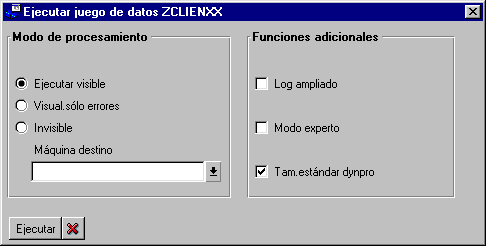 Ejecutar juego de datos ZCLIENXX
Modo de procesamiento
Ejecutar visible
Visual.sólo errores
Invisible
Máquina destino
Funciones adicionales
Log ampliado
Modo experto
Tam.estándar dynpro
Ejecutar